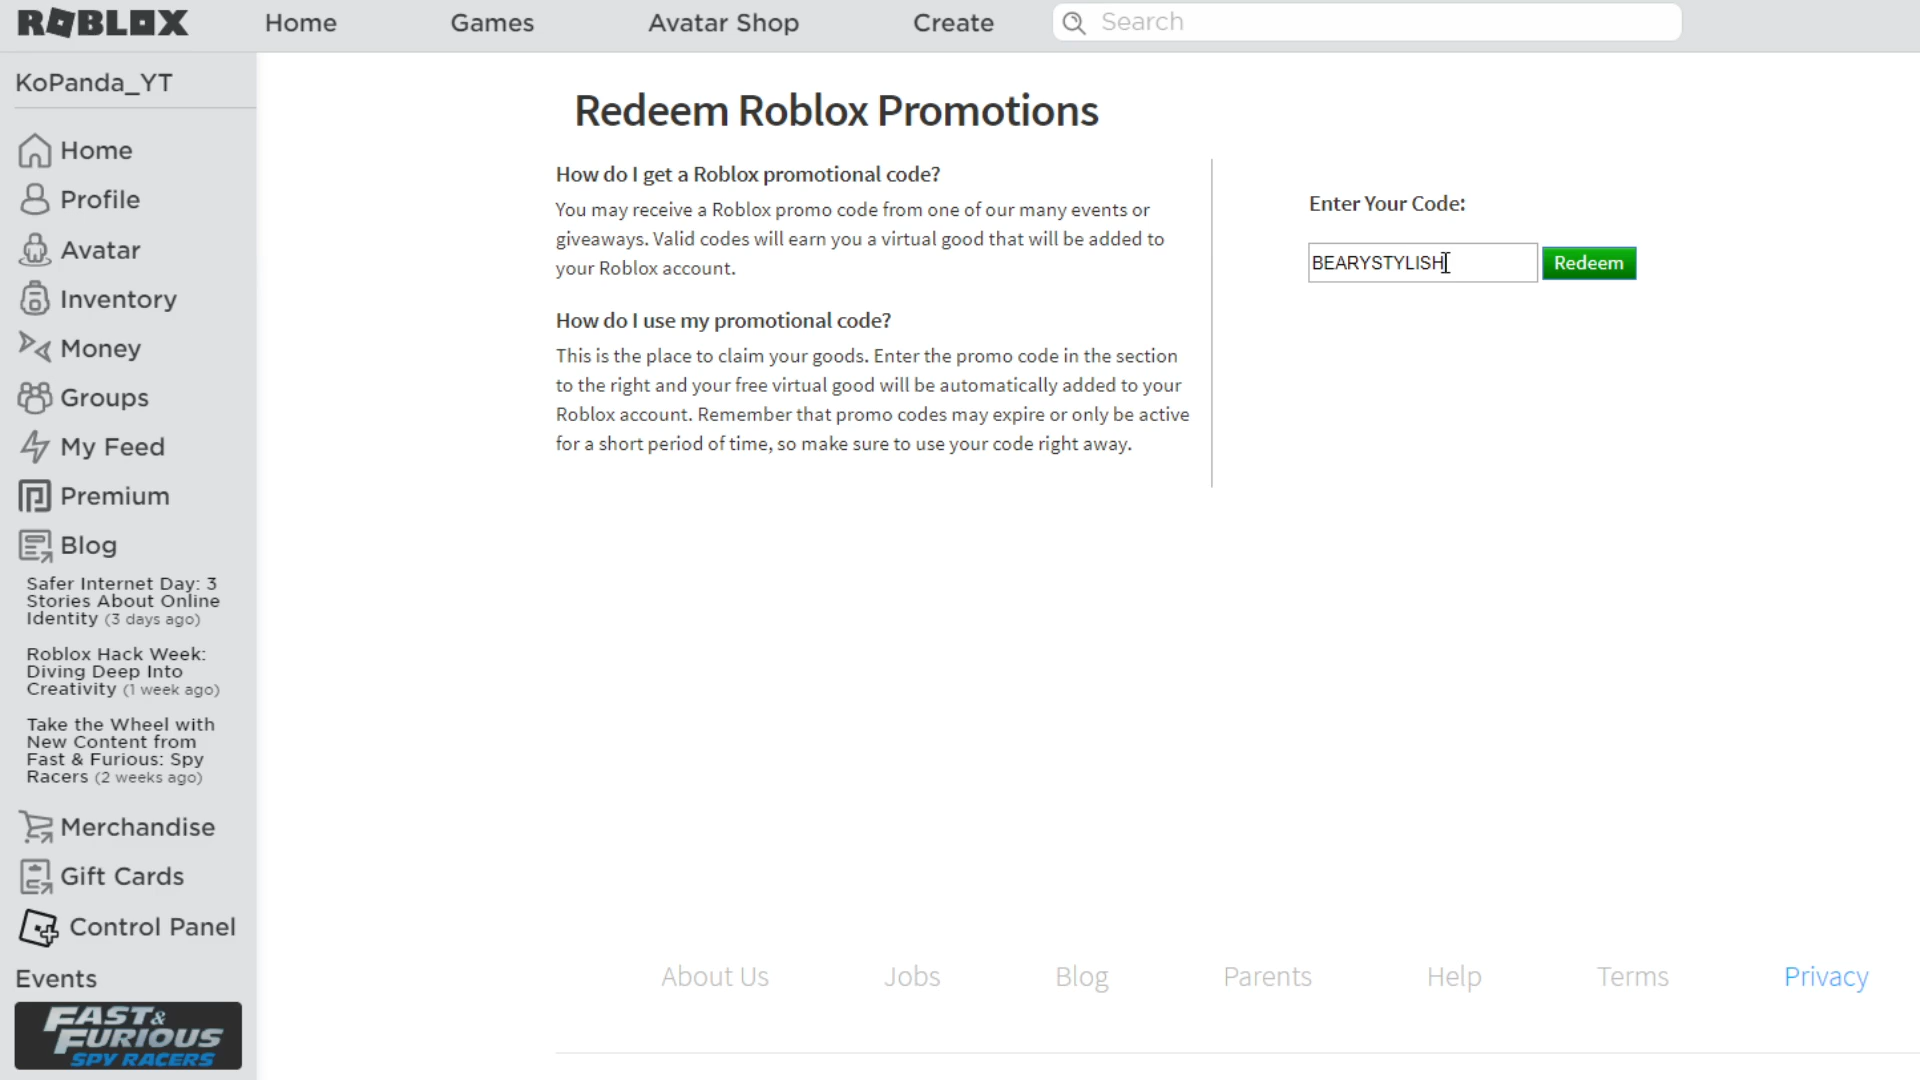 ROBLOX
Home
Games
Avatar Shop
Create
Search
KoPanda_YT
Home
Profile
Avatar
Inventory
Money
Groups
My Feed
Premium
Blog
Safer Internet Day: 3
Stories About Online
Identity (3 days ago)
Roblox Hack Week:
Diving Deep Into
Creativity (1 week ago)
Take the Wheel with
New Content from
Fast & Furious: Spy
Racers (2 weeks ago)
Merchandise
Gift Cards
Control Panel
Events
FAST &
FURIOUS
SPY RACERS
Redeem Roblox Promotions
How do I get a Roblox promotional code?
You may receive a Roblox promo code from one of our many events or
giveaways. Valid codes will earn you a virtual good that will be added to
your Roblox account.
How do I use my promotional code?
This is the place to claim your goods. Enter the promo code in the section
to the right and your free virtual good will be automatically added to your
Roblox account. Remember that promo codes may expire or only be active
for a short period of time, so make sure to use your code right away.
Enter Your Code:
BEARYSTYLISH
Redeem
About Us
Jobs
Blog
Parents
Help
Terms
Privacy